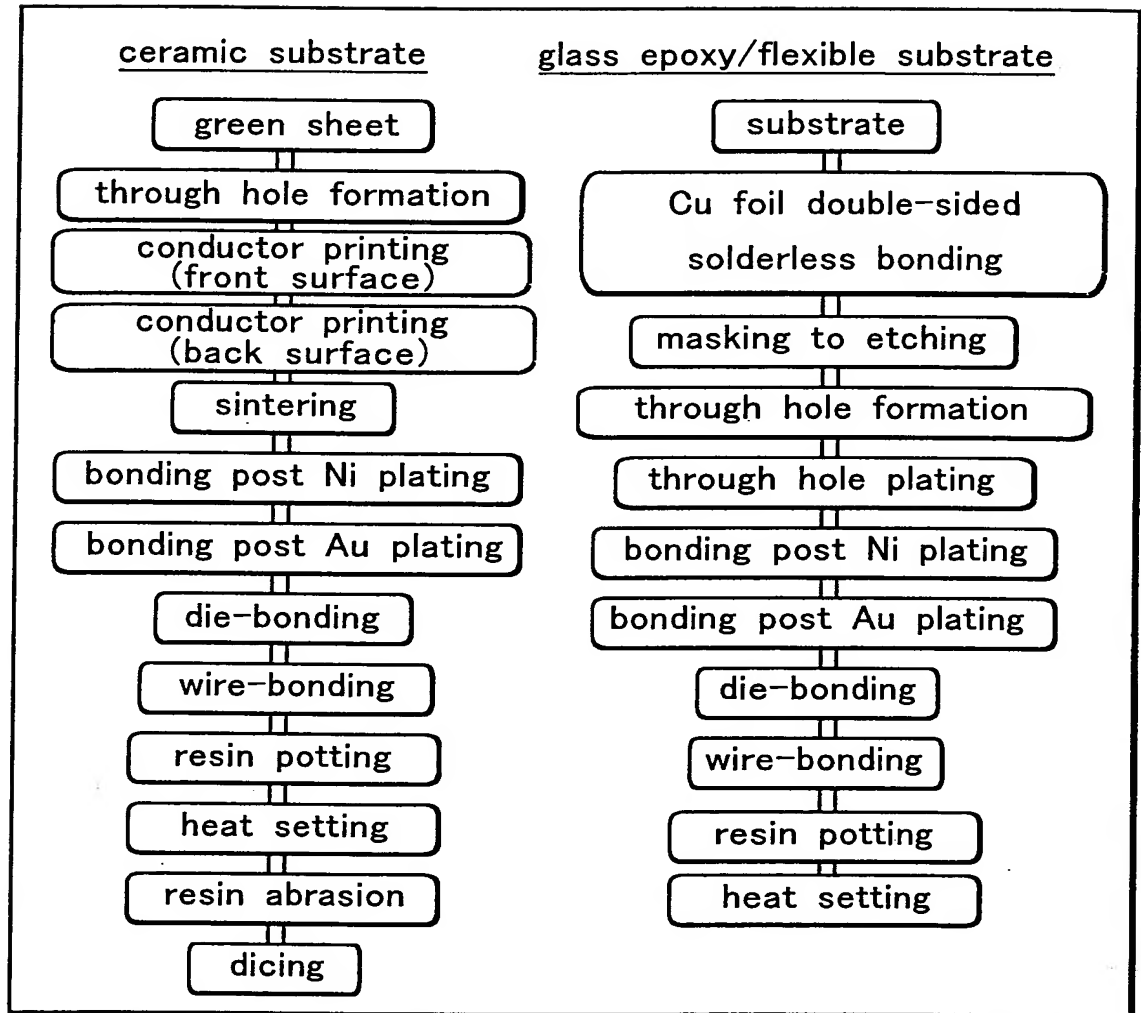 ceramic substrate
green sheet
through hole formation
conductor printing
(front surface)
conductor printing
(back surface)
sintering
bonding post Ni plating
bonding post Au plating
die-bonding
wire-bonding
resin potting
heat setting
resin abrasion
dicing
glass epoxy/flexible substrate
substrate
Cu foil double-sided
solderless bonding
masking to etching
through hole formation
through hole plating
bonding post Ni plating
bonding post Au plating
die-bonding
wire-bonding
resin potting
heat setting